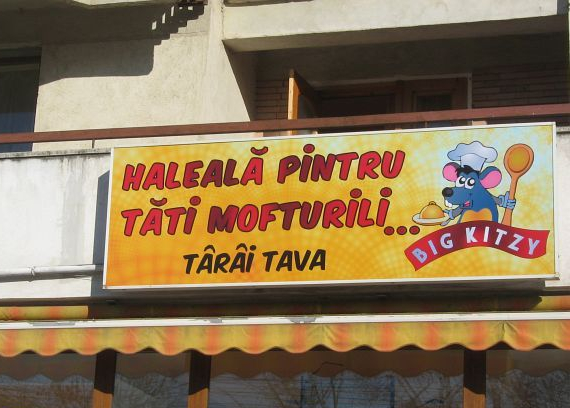 HALEALĂ PINTRU
TĂTI MOFTURILI...
TÂRÂI TAVA
BIG KITZY